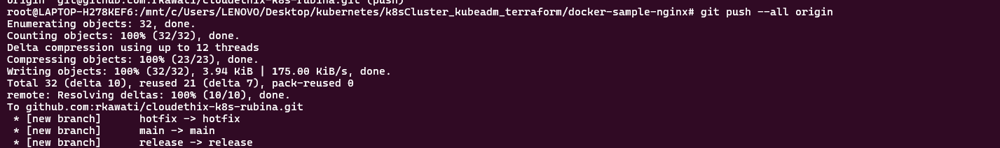 origin  git@github.com:rkawati/cloudethix-k8s-rubina.git (push)
root@LAPTOP-H278KEF6:/mnt/c/Users/LENOVO/Desktop/kubernetes/k8sCluster_kubeadm_terraform/docker-sample-nginx# git push --all origin
Enumerating objects: 32, done.
Counting objects: 100% (32/32), done.
Delta compression using up to 12 threads
Compressing objects: 100% (23/23), done.
Writing objects: 100% (32/32), 3.94 KiB | 175.00 KiB/s, done.
Total 32 (delta 10), reused 21 (delta 7), pack-reused 0
remote: Resolving deltas: 100% (10/10), done.
To github.com:rkawati/cloudethix-k8s-rubina.git
 * [new branch]      hotfix -> hotfix
 * [new branch]      main -> main
 * [new branch]      release -> release